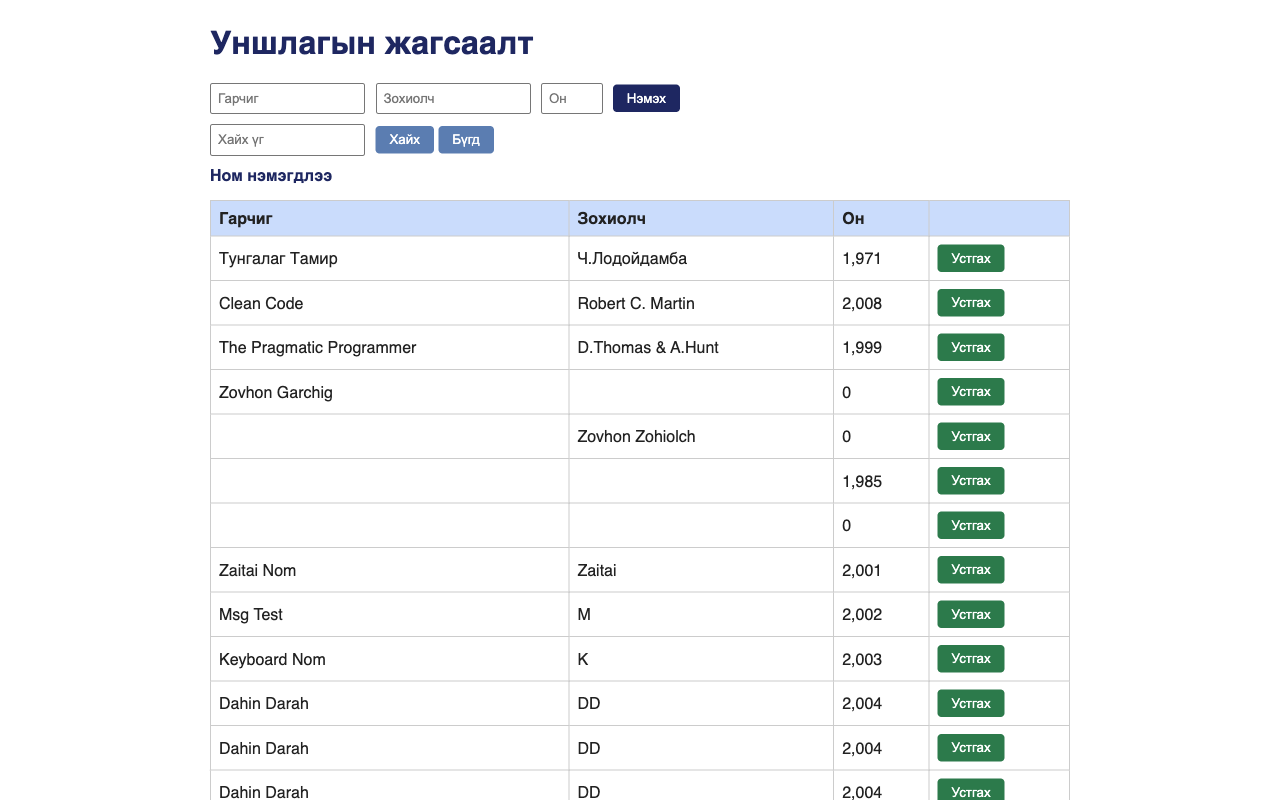 Уншлагын жагсаалт
Гарчиг Зохиолч Он Нэмэх
Хайх үг Хайх Бүгд
Ном нэмэгдлээ
Гарчиг Зохиолч Он
Тунгалаг Тамир Ч.Лодойдамба 1,971 Устгах
Clean Code Robert C. Martin 2,008 Устгах
The Pragmatic Programmer D.Thomas & A.Hunt 1,999 Устгах
Zovhon Garchig 0 Устгах
Zovhon Zohiolch 0 Устгах
1,985 Устгах
0 Устгах
Zaitai Nom Zaitai 2,001 Устгах
Msg Test M 2,002 Устгах
Keyboard Nom K 2,003 Устгах
Dahin Darah DD 2,004 Устгах
Dahin Darah DD 2,004 Устгах
Dahin Darah DD 2,004 Устгах